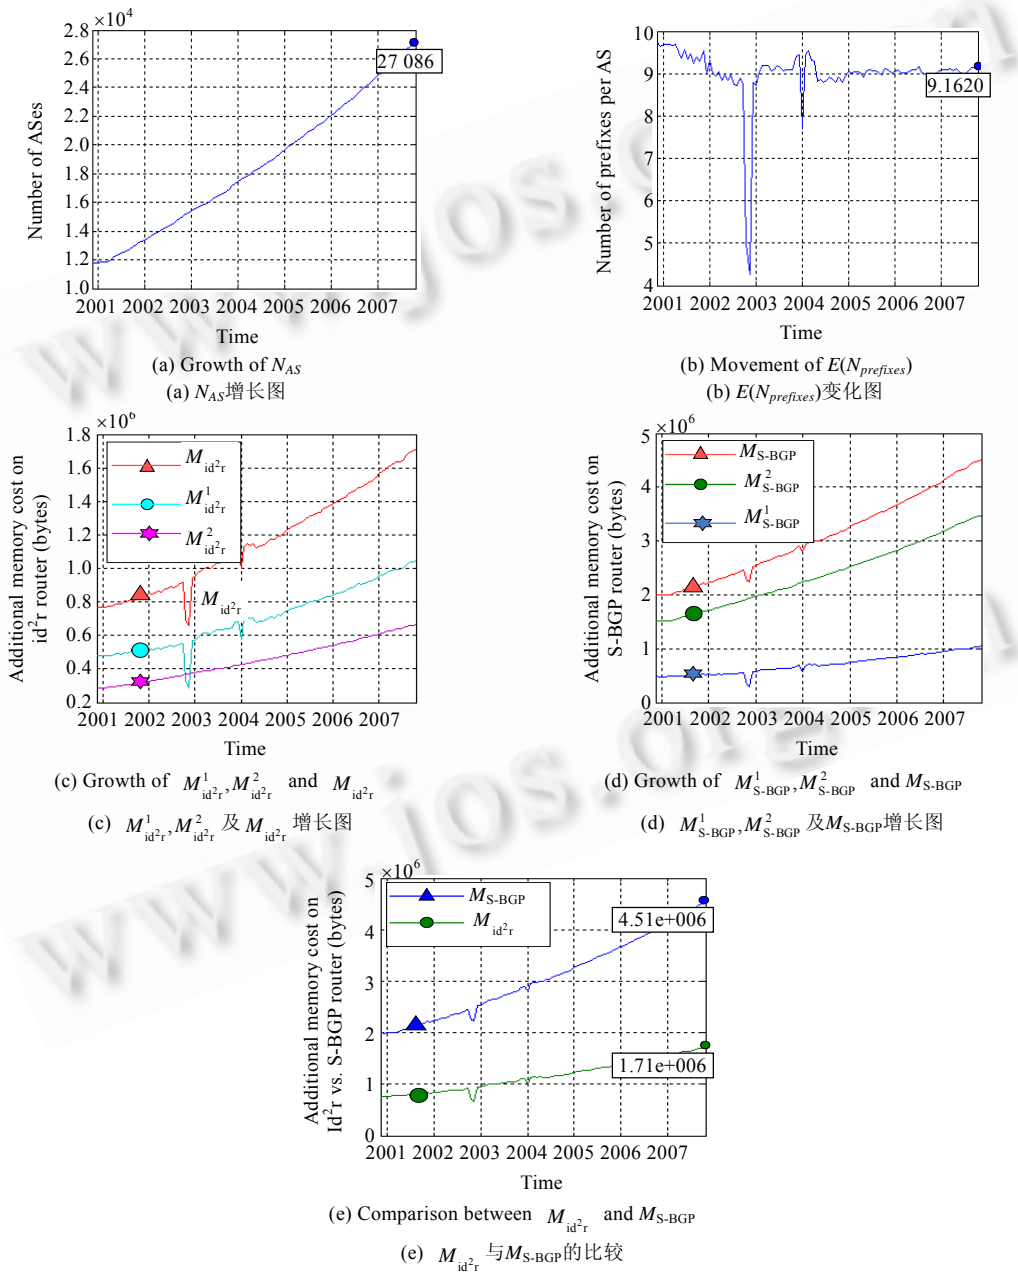 ×10⁴
2.8
2.6
2.4
2.2
2.0
1.8
1.6
1.4
1.2
1.0
Number of ASes
27 086
2001 2002 2003 2004 2005 2006 2007
Time
(a) Growth of N_AS
(a) N_AS增长图
10
9
8
7
6
5
4
Number of prefixes per AS
9.1620
2001 2002 2003 2004 2005 2006 2007
Time
(b) Movement of E(N_prefixes)
(b) E(N_prefixes)变化图
×10⁶
1.8
1.6
1.4
1.2
1.0
0.8
0.6
0.4
0.2
Additional memory cost on
id²r router (bytes)
M_id²r
M¹_id²r
M²_id²r
M_id²r
2001 2002 2003 2004 2005 2006 2007
Time
(c) Growth of M¹_id²r, M²_id²r and M_id²r
(c) M¹_id²r, M²_id²r 及 M_id²r 增长图
×10⁶
5
4
3
2
1
0
Additional memory cost on
S-BGP router (bytes)
M_S-BGP
M²_S-BGP
M¹_S-BGP
2001 2002 2003 2004 2005 2006 2007
Time
(d) Growth of M¹_S-BGP, M²_S-BGP and M_S-BGP
(d) M¹_S-BGP, M²_S-BGP 及M_S-BGP增长图
×10⁶
5
4
3
2
1
0
Additional memory cost on
Id²r vs. S-BGP router (bytes)
M_S-BGP
M_id²r
4.51e+006
1.71e+006
2001 2002 2003 2004 2005 2006 2007
Time
(e) Comparison between M_id²r and M_S-BGP
(e) M_id²r 与M_S-BGP的比较
www.jos.org.cn
www.jos.org.cn